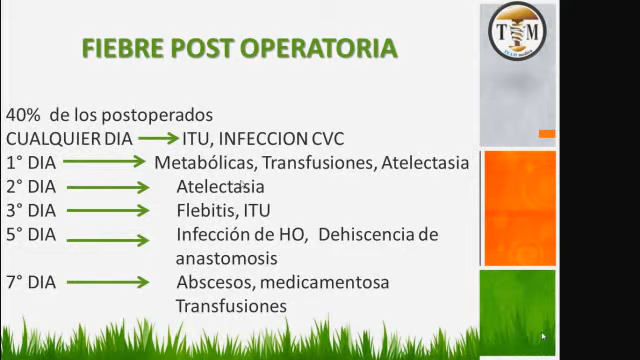 FIEBRE POST OPERATORIA
T M
40% de los postoperados
CUALQUIER DIA ITU, INFECCION CVC
1° DIA Metabólicas, Transfusiones, Atelectasia
2° DIA Atelectasia
3° DIA Flebitis, ITU
5° DIA Infección de HO, Dehiscencia de
anastomosis
7° DIA Abscesos, medicamentosa
Transfusiones